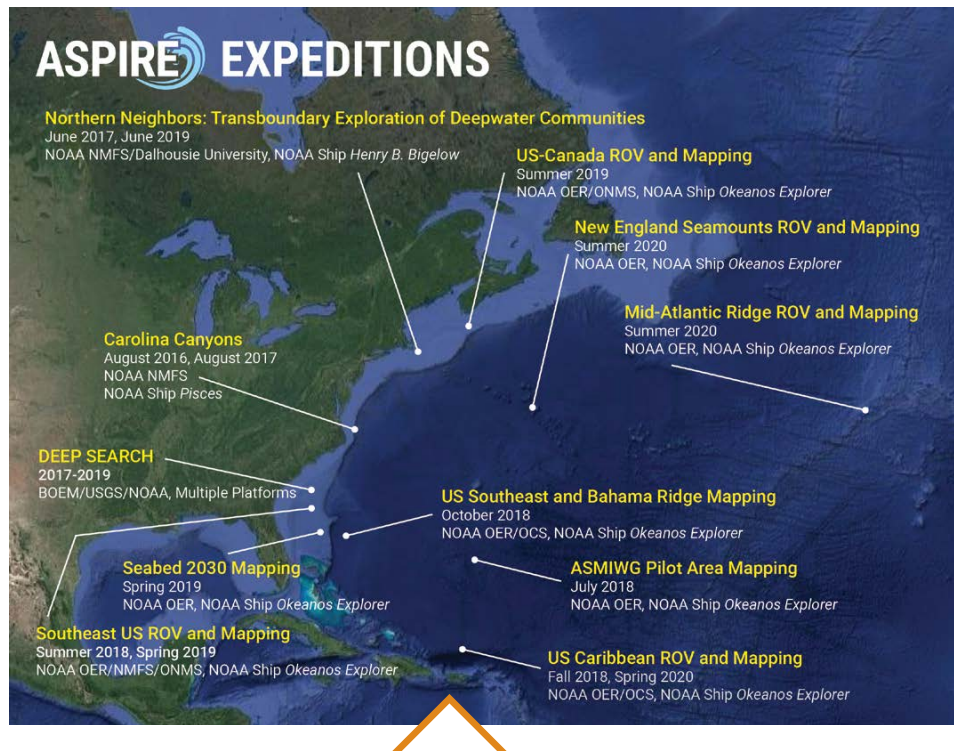 ASPIRE EXPEDITIONS
Northern Neighbors: Transboundary Exploration of Deepwater Communities
June 2017, June 2019
NOAA NMFS/Dalhousie University, NOAA Ship Henry B. Bigelow
US-Canada ROV and Mapping
Summer 2019
NOAA OER/ONMS, NOAA Ship Okeanos Explorer
New England Seamounts ROV and Mapping
Summer 2020
NOAA OER, NOAA Ship Okeanos Explorer
Mid-Atlantic Ridge ROV and Mapping
Summer 2020
NOAA OER, NOAA Ship Okeanos Explorer
Carolina Canyons
August 2016, August 2017
NOAA NMFS
NOAA Ship Pisces
DEEP SEARCH
2017-2019
BOEM/USGS/NOAA, Multiple Platforms
US Southeast and Bahama Ridge Mapping
October 2018
NOAA OER/OCS, NOAA Ship Okeanos Explorer
Seabed 2030 Mapping
Spring 2019
NOAA OER, NOAA Ship Okeanos Explorer
ASMIWG Pilot Area Mapping
July 2018
NOAA OER, NOAA Ship Okeanos Explorer
Southeast US ROV and Mapping
Summer 2018, Spring 2019
NOAA OER/NMFS/ONMS, NOAA Ship Okeanos Explorer
US Caribbean ROV and Mapping
Fall 2018, Spring 2020
NOAA OER/OCS, NOAA Ship Okeanos Explorer